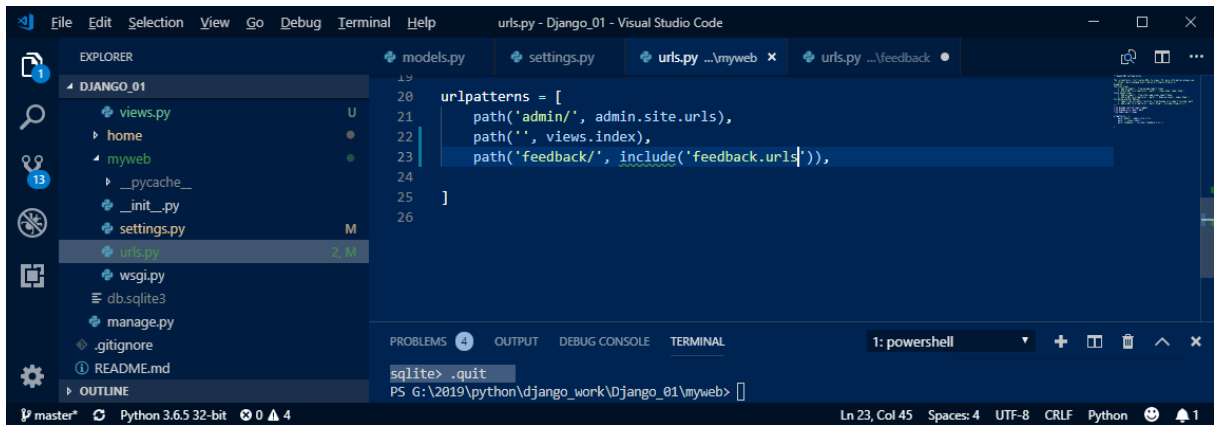 File Edit Selection View Go Debug Terminal Help urls.py - Django_01 - Visual Studio Code
EXPLORER
models.py settings.py urls.py ...\myweb urls.py ...\feedback
1
DJANGO_01
views.py U
home
myweb
13
__pycache__
__init__.py
settings.py M
urls.py 2, M
wsgi.py
db.sqlite3
manage.py
.gitignore
README.md
OUTLINE
19
20 urlpatterns = [
21 path('admin/', admin.site.urls),
22 path('', views.index),
23 path('feedback/', include('feedback.urls')),
24
25 ]
26
PROBLEMS 4 OUTPUT DEBUG CONSOLE TERMINAL 1: powershell
sqlite> .quit
PS G:\2019\python\django_work\Django_01\myweb>
master* Python 3.6.5 32-bit 0 4 Ln 23, Col 45 Spaces: 4 UTF-8 CRLF Python 1